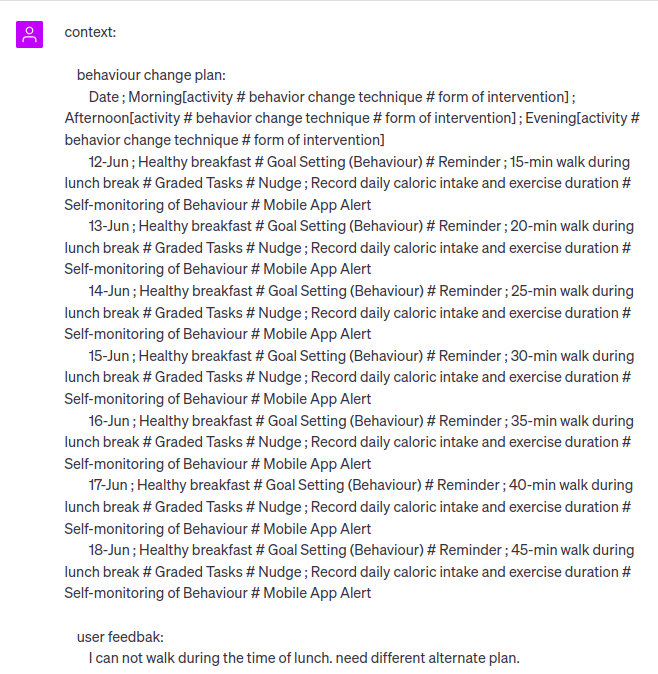 context:
behaviour change plan:
Date ; Morning[activity # behavior change technique # form of intervention] ;
Afternoon[activity # behavior change technique # form of intervention] ; Evening[activity #
behavior change technique # form of intervention]
12-Jun ; Healthy breakfast # Goal Setting (Behaviour) # Reminder ; 15-min walk during
lunch break # Graded Tasks # Nudge ; Record daily caloric intake and exercise duration #
Self-monitoring of Behaviour # Mobile App Alert
13-Jun ; Healthy breakfast # Goal Setting (Behaviour) # Reminder ; 20-min walk during
lunch break # Graded Tasks # Nudge ; Record daily caloric intake and exercise duration #
Self-monitoring of Behaviour # Mobile App Alert
14-Jun ; Healthy breakfast # Goal Setting (Behaviour) # Reminder ; 25-min walk during
lunch break # Graded Tasks # Nudge ; Record daily caloric intake and exercise duration #
Self-monitoring of Behaviour # Mobile App Alert
15-Jun ; Healthy breakfast # Goal Setting (Behaviour) # Reminder ; 30-min walk during
lunch break # Graded Tasks # Nudge ; Record daily caloric intake and exercise duration #
Self-monitoring of Behaviour # Mobile App Alert
16-Jun ; Healthy breakfast # Goal Setting (Behaviour) # Reminder ; 35-min walk during
lunch break # Graded Tasks # Nudge ; Record daily caloric intake and exercise duration #
Self-monitoring of Behaviour # Mobile App Alert
17-Jun ; Healthy breakfast # Goal Setting (Behaviour) # Reminder ; 40-min walk during
lunch break # Graded Tasks # Nudge ; Record daily caloric intake and exercise duration #
Self-monitoring of Behaviour # Mobile App Alert
18-Jun ; Healthy breakfast # Goal Setting (Behaviour) # Reminder ; 45-min walk during
lunch break # Graded Tasks # Nudge ; Record daily caloric intake and exercise duration #
Self-monitoring of Behaviour # Mobile App Alert
user feedbak:
I can not walk during the time of lunch. need different alternate plan.